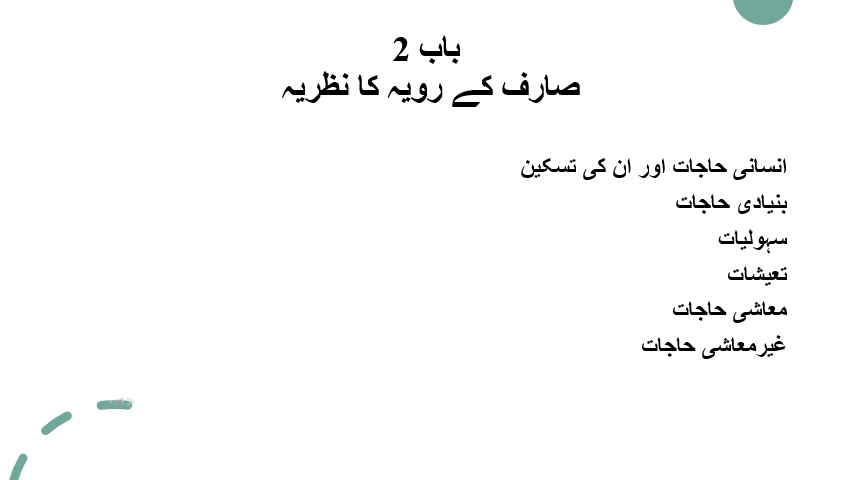 باب 2
صارف کے رویہ کا نظریہ
انسانی حاجات اور ان کی تسکین
بنیادی حاجات
سہولیات
تعیشات
معاشی حاجات
غیرمعاشی حاجات